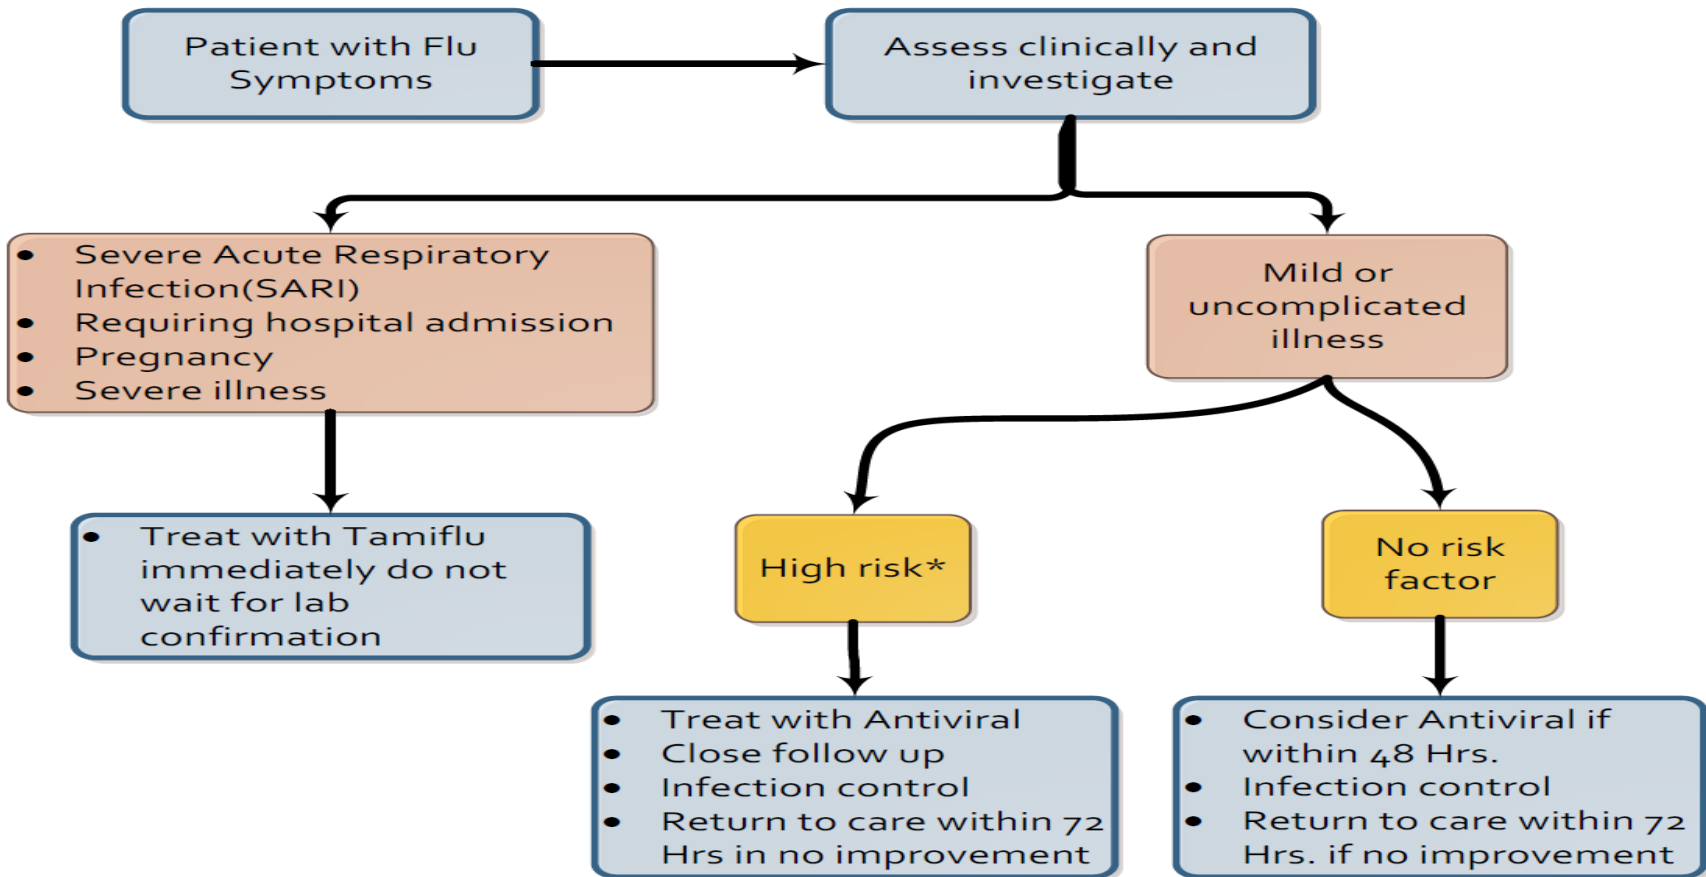 Patient with Flu
Symptoms
Assess clinically and
investigate
• Severe Acute Respiratory
Infection(SARI)
• Requiring hospital admission
• Pregnancy
• Severe illness
Mild or
uncomplicated
illness
• Treat with Tamiflu
immediately do not
wait for lab
confirmation
High risk*
No risk
factor
• Treat with Antiviral
• Close follow up
• Infection control
• Return to care within 72
Hrs in no improvement
• Consider Antiviral if
within 48 Hrs.
• Infection control
• Return to care within 72
Hrs. if no improvement